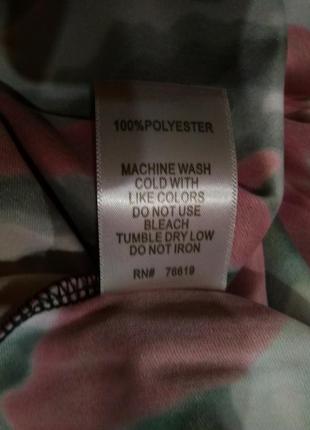 100%POLYESTER
MACHINE WASH
COLD WITH
LIKE COLORS
DO NOT USE
BLEACH
TUMBLE DRY LOW
DO NOT IRON
RN# 76619